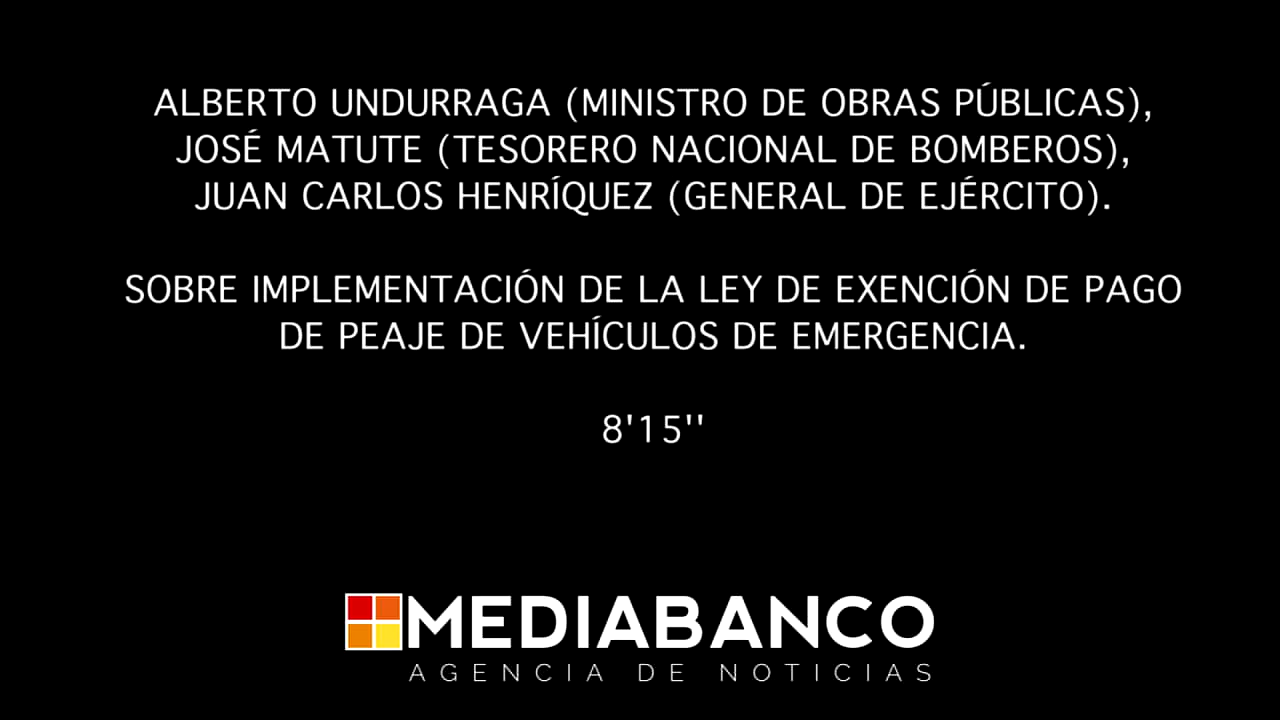 ALBERTO UNDURRAGA (MINISTRO DE OBRAS PÚBLICAS),
JOSÉ MATUTE (TESORERO NACIONAL DE BOMBEROS),
JUAN CARLOS HENRÍQUEZ (GENERAL DE EJÉRCITO).
SOBRE IMPLEMENTACIÓN DE LA LEY DE EXENCIÓN DE PAGO
DE PEAJE DE VEHÍCULOS DE EMERGENCIA.
8'15''
MEDIABANCO
AGENCIA DE NOTICIAS